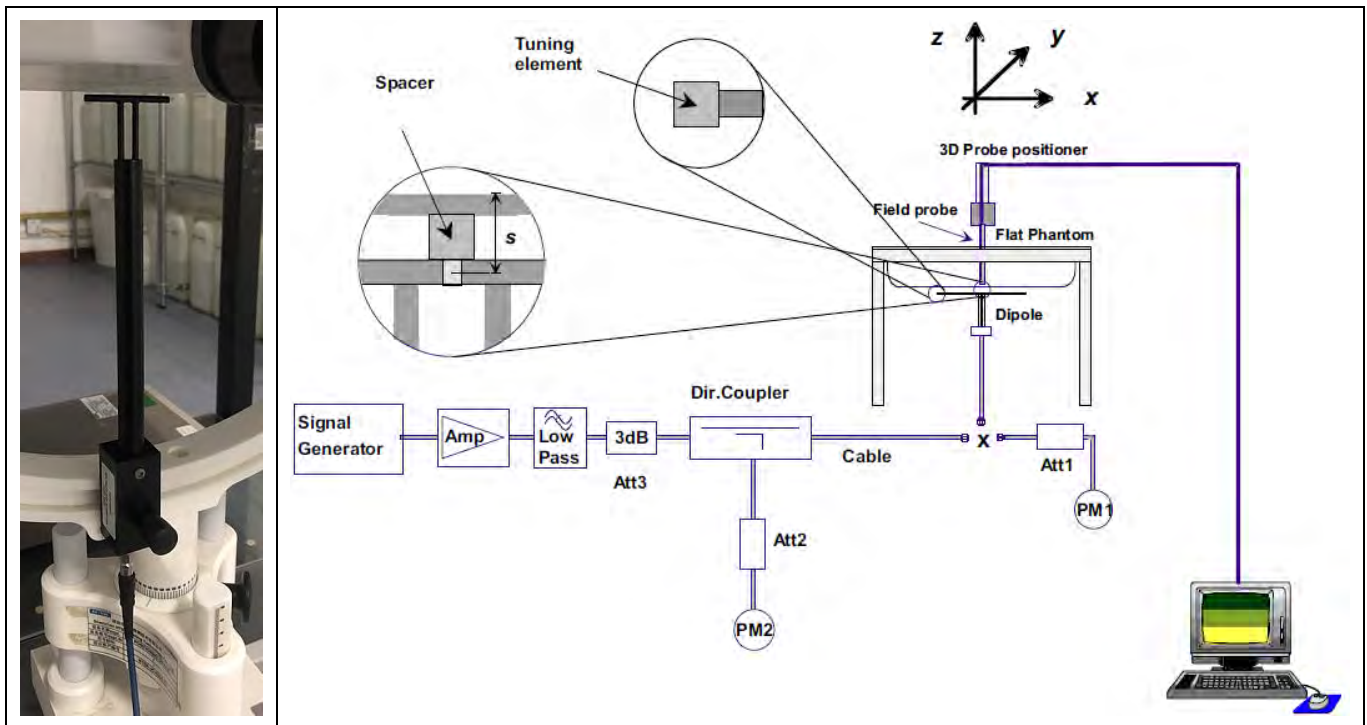 Tuning
element
Spacer
s
z
y
x
3D Probe positioner
Field probe
Flat Phantom
Dipole
Dir.Coupler
Signal
Generator
Amp
Low
Pass
3dB
Att3
Cable
x
Att1
PM1
Att2
PM2